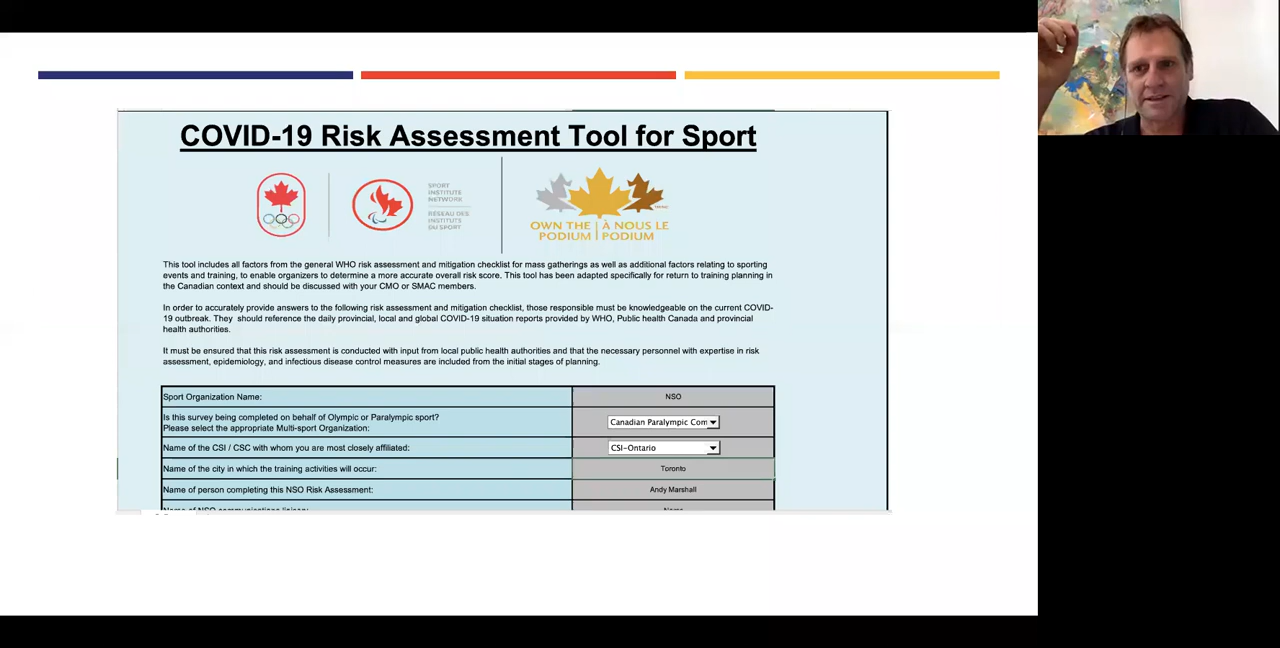 COVID-19 Risk Assessment Tool for Sport
SPORT
INSTITUTE
NETWORK
RÉSEAU DES
INSTITUTS
DU SPORT
OWN THE | À NOUS LE
PODIUM | PODIUM
This tool includes all factors from the general WHO risk assessment and mitigation checklist for mass gatherings as well as additional factors relating to sporting
events and training, to enable organizers to determine a more accurate overall risk score. This tool has been adapted specifically for return to training planning in
the Canadian context and should be discussed with your CMO or SMAC members.
In order to accurately provide answers to the following risk assessment and mitigation checklist, those responsible must be knowledgeable on the current COVID-
19 outbreak. They should reference the daily provincial, local and global COVID-19 situation reports provided by WHO, Public health Canada and provincial
health authorities.
It must be ensured that this risk assessment is conducted with input from local public health authorities and that the necessary personnel with expertise in risk
assessment, epidemiology, and infectious disease control measures are included from the initial stages of planning.
Sport Organization Name: NSO
Is this survey being completed on behalf of Olympic or Paralympic sport?
Please select the appropriate Multi-sport Organization: Canadian Paralympic Com
Name of the CSI / CSC with whom you are most closely affiliated: CSI-Ontario
Name of the city in which the training activities will occur: Toronto
Name of person completing this NSO Risk Assessment: Andy Marshall
Name of NSO communications liaison: Name